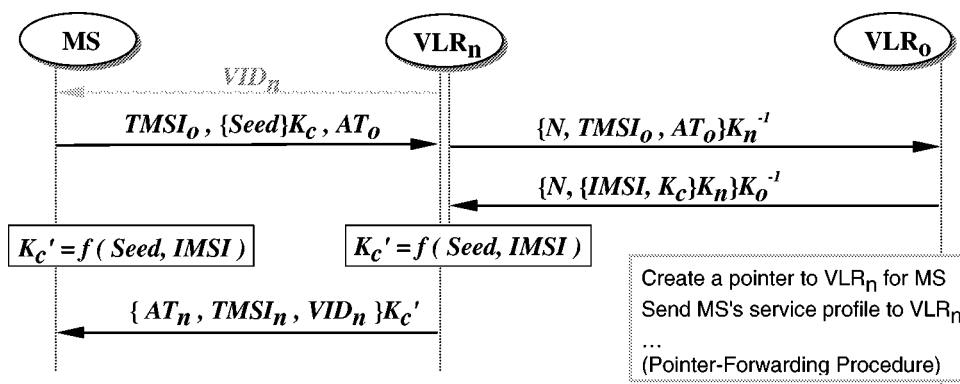 MS
VLRn
VLRo
VIDn
TMSIo , {Seed}Kc , ATo
{N, TMSIo , ATo}Kn⁻¹
{N, {IMSI, Kc}Kn}Ko⁻¹
Kc' = f ( Seed, IMSI )
Kc' = f ( Seed, IMSI )
Create a pointer to VLRn for MS
Send MS's service profile to VLRn
...
(Pointer-Forwarding Procedure)
{ ATn , TMSIn , VIDn }Kc'